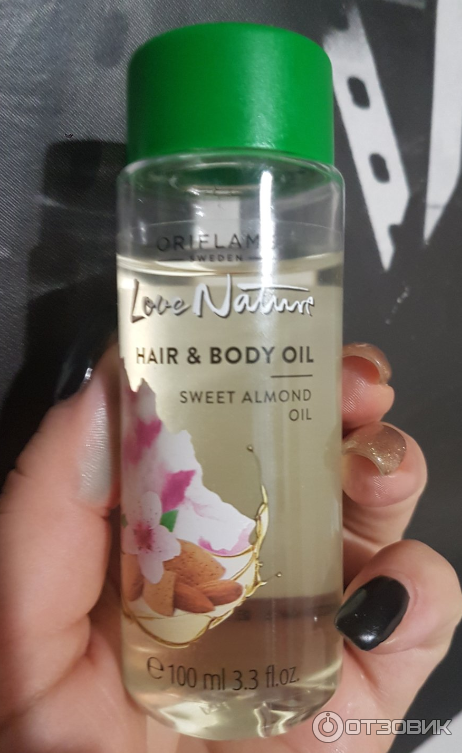 ORIFLAME
SWEDEN
Love Nature
HAIR & BODY OIL
SWEET ALMOND
OIL
℮ 100 ml 3.3 fl.oz.
ОТЗОВИК